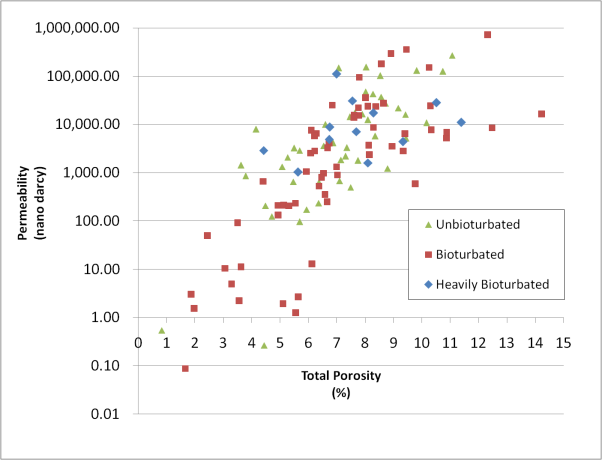 1,000,000.00
100,000.00
10,000.00
1,000.00
100.00
10.00
1.00
0.10
0.01
Permeability
(nano darcy)
0 1 2 3 4 5 6 7 8 9 10 11 12 13 14 15
Total Porosity
(%)
Unbioturbated
Bioturbated
Heavily Bioturbated